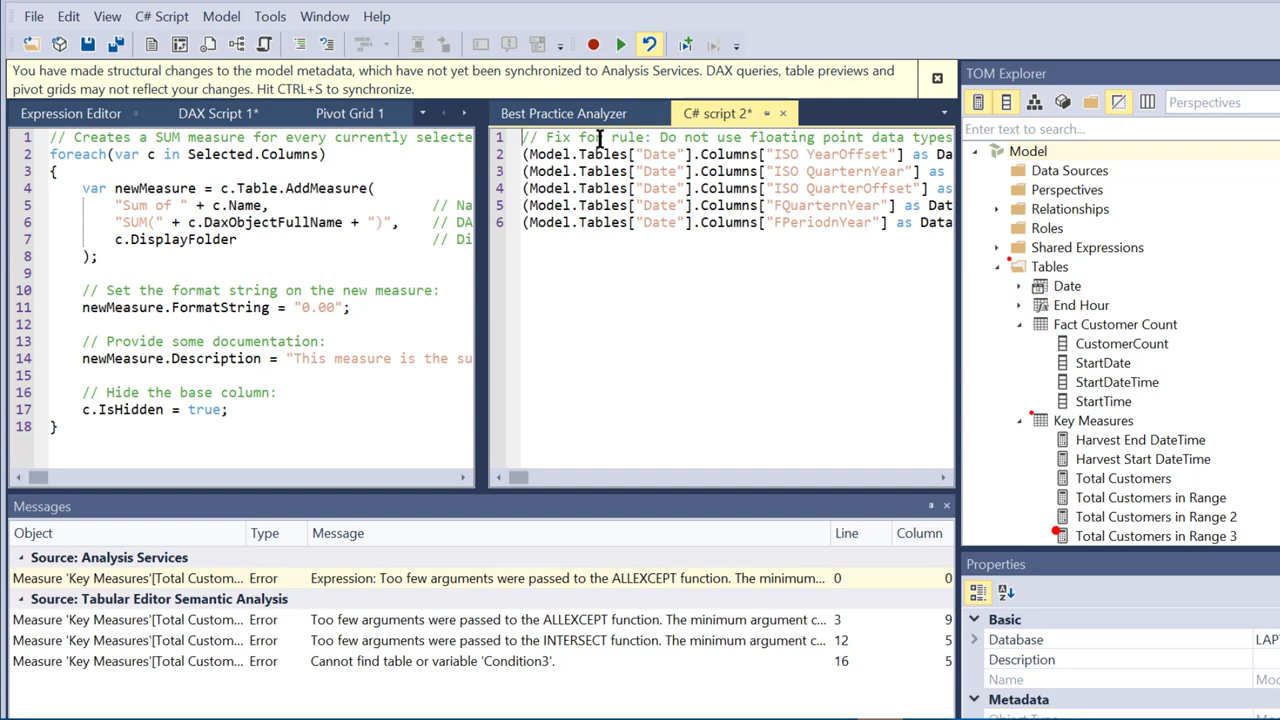 File Edit View C# Script Model Tools Window Help
You have made structural changes to the model metadata, which have not yet been synchronized to Analysis Services. DAX queries, table previews and
pivot grids may not reflect your changes. Hit CTRL+S to synchronize.
Expression Editor DAX Script 1* Pivot Grid 1
1 // Creates a SUM measure for every currently selecte
2 foreach(var c in Selected.Columns)
3 {
4 var newMeasure = c.Table.AddMeasure(
5 "Sum of " + c.Name, // Na
6 "SUM(" + c.DaxObjectFullName + ")", // DA
7 c.DisplayFolder // Di
8 );
9
10 // Set the format string on the new measure:
11 newMeasure.FormatString = "0.00";
12
13 // Provide some documentation:
14 newMeasure.Description = "This measure is the su
15
16 // Hide the base column:
17 c.IsHidden = true;
18 }
Best Practice Analyzer C# script 2*
1 // Fix for rule: Do not use floating point data types
2 (Model.Tables["Date"].Columns["ISO YearOffset"] as Da
3 (Model.Tables["Date"].Columns["ISO QuarternYear"] as
4 (Model.Tables["Date"].Columns["ISO QuarterOffset"] as
5 (Model.Tables["Date"].Columns["FQuarternYear"] as Dat
6 (Model.Tables["Date"].Columns["FPeriodnYear"] as Data
Messages
Object Type Message Line Column
Source: Analysis Services
Measure 'Key Measures'[Total Custom... Error Expression: Too few arguments were passed to the ALLEXCEPT function. The minimum... 0 0
Source: Tabular Editor Semantic Analysis
Measure 'Key Measures'[Total Custom... Error Too few arguments were passed to the ALLEXCEPT function. The minimum argument c... 3 9
Measure 'Key Measures'[Total Custom... Error Too few arguments were passed to the INTERSECT function. The minimum argument c... 12 5
Measure 'Key Measures'[Total Custom... Error Cannot find table or variable 'Condition3'. 16 5
TOM Explorer
Perspectives
Enter text to search...
Model
Data Sources
Perspectives
Relationships
Roles
Shared Expressions
Tables
Date
End Hour
Fact Customer Count
CustomerCount
StartDate
StartDateTime
StartTime
Key Measures
Harvest End DateTime
Harvest Start DateTime
Total Customers
Total Customers in Range
Total Customers in Range 2
Total Customers in Range 3
Properties
Basic
Database LAP
Description
Name Mod
Metadata